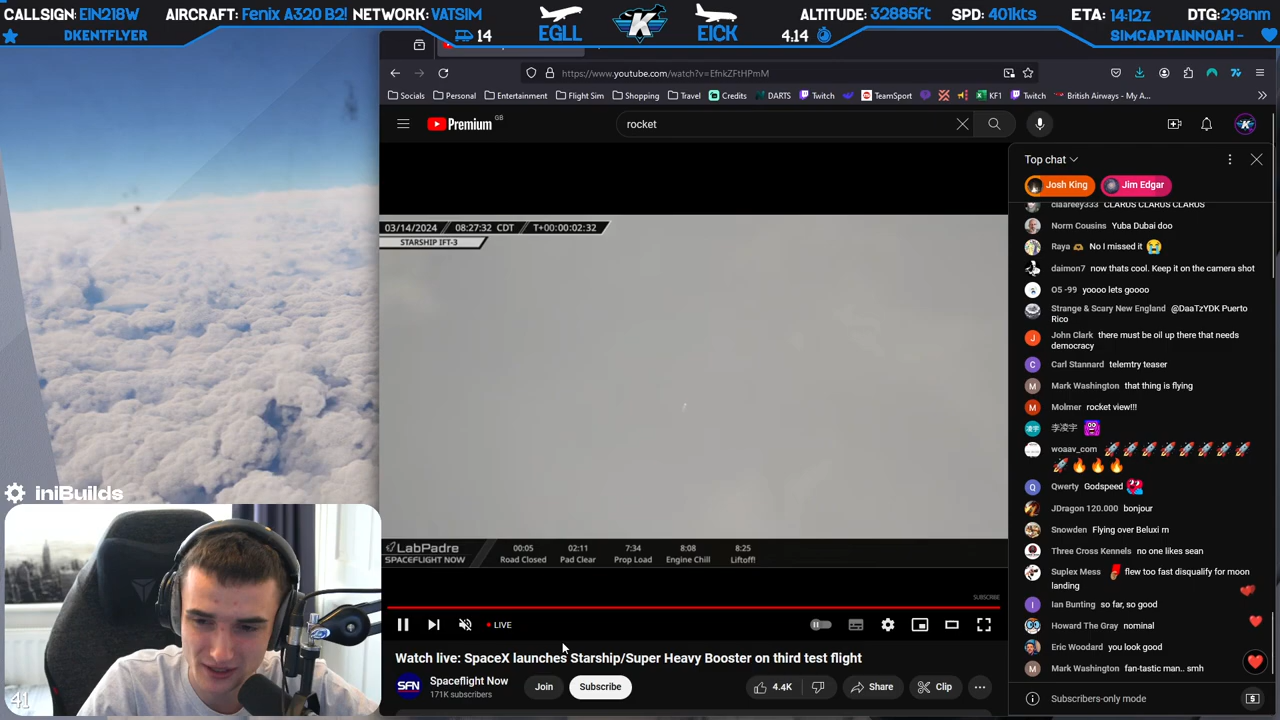 CALLSIGN: EIN218W AIRCRAFT: Fenix A320 B2! NETWORK: VATSIM
DKENTFLYER
14
EGLL
K
EICK
4.14
ALTITUDE: 32885ft SPD: 401kts ETA: 14:12z DTG: 298nm
SIMCAPTAINNOAH -
https://www.youtube.com/watch?v=EfnkZFtHPmM
Socials Personal Entertainment Flight Sim Shopping Travel Credits DARTS Twitch TeamSport KF1 Twitch British Airways - My A...
Premium GB
rocket
Top chat
Josh King Jim Edgar
claareey333 CLARUS CLARUS CLARUS
Norm Cousins Yuba Dubai doo
Raya No I missed it
daimon7 now thats cool. Keep it on the camera shot
O5 -99 yoooo lets goooo
Strange & Scary New England @DaaTzYDK Puerto
Rico
John Clark there must be oil up there that needs
democracy
Carl Stannard telemtry teaser
Mark Washington that thing is flying
Molmer rocket view!!!
李凌宇
woaav_com
Qwerty Godspeed
JDragon 120.000 bonjour
Snowden Flying over Beluxi rn
Three Cross Kennels no one likes sean
Suplex Mess flew too fast disqualify for moon
landing
Ian Bunting so far, so good
Howard The Gray nominal
Eric Woodard you look good
Mark Washington fan-tastic man.. smh
Subscribers-only mode
03/14/2024 / 08:27:32 CDT / T+00:00:02:32
STARSHIP IFT-3
LabPadre
SPACEFLIGHT NOW
00:05 02:11 7:34 8:08 8:25
Road Closed Pad Clear Prop Load Engine Chill Liftoff!
SUBSCRIBE
LIVE
Watch live: SpaceX launches Starship/Super Heavy Booster on third test flight
SFN
Spaceflight Now
171K subscribers
Join Subscribe
4.4K Share Clip
iniBuilds
41